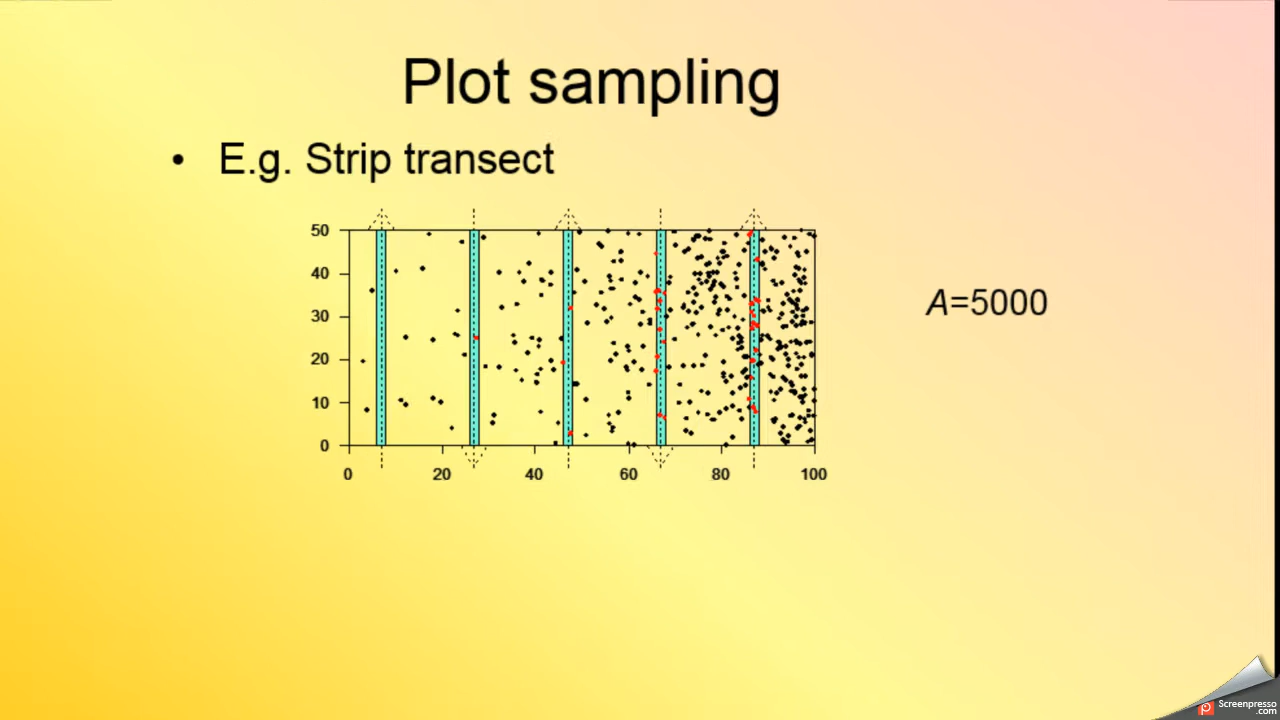 Plot sampling
• E.g. Strip transect
50
40
30
20
10
0
0 20 40 60 80 100
A=5000
Screenpresso
.com